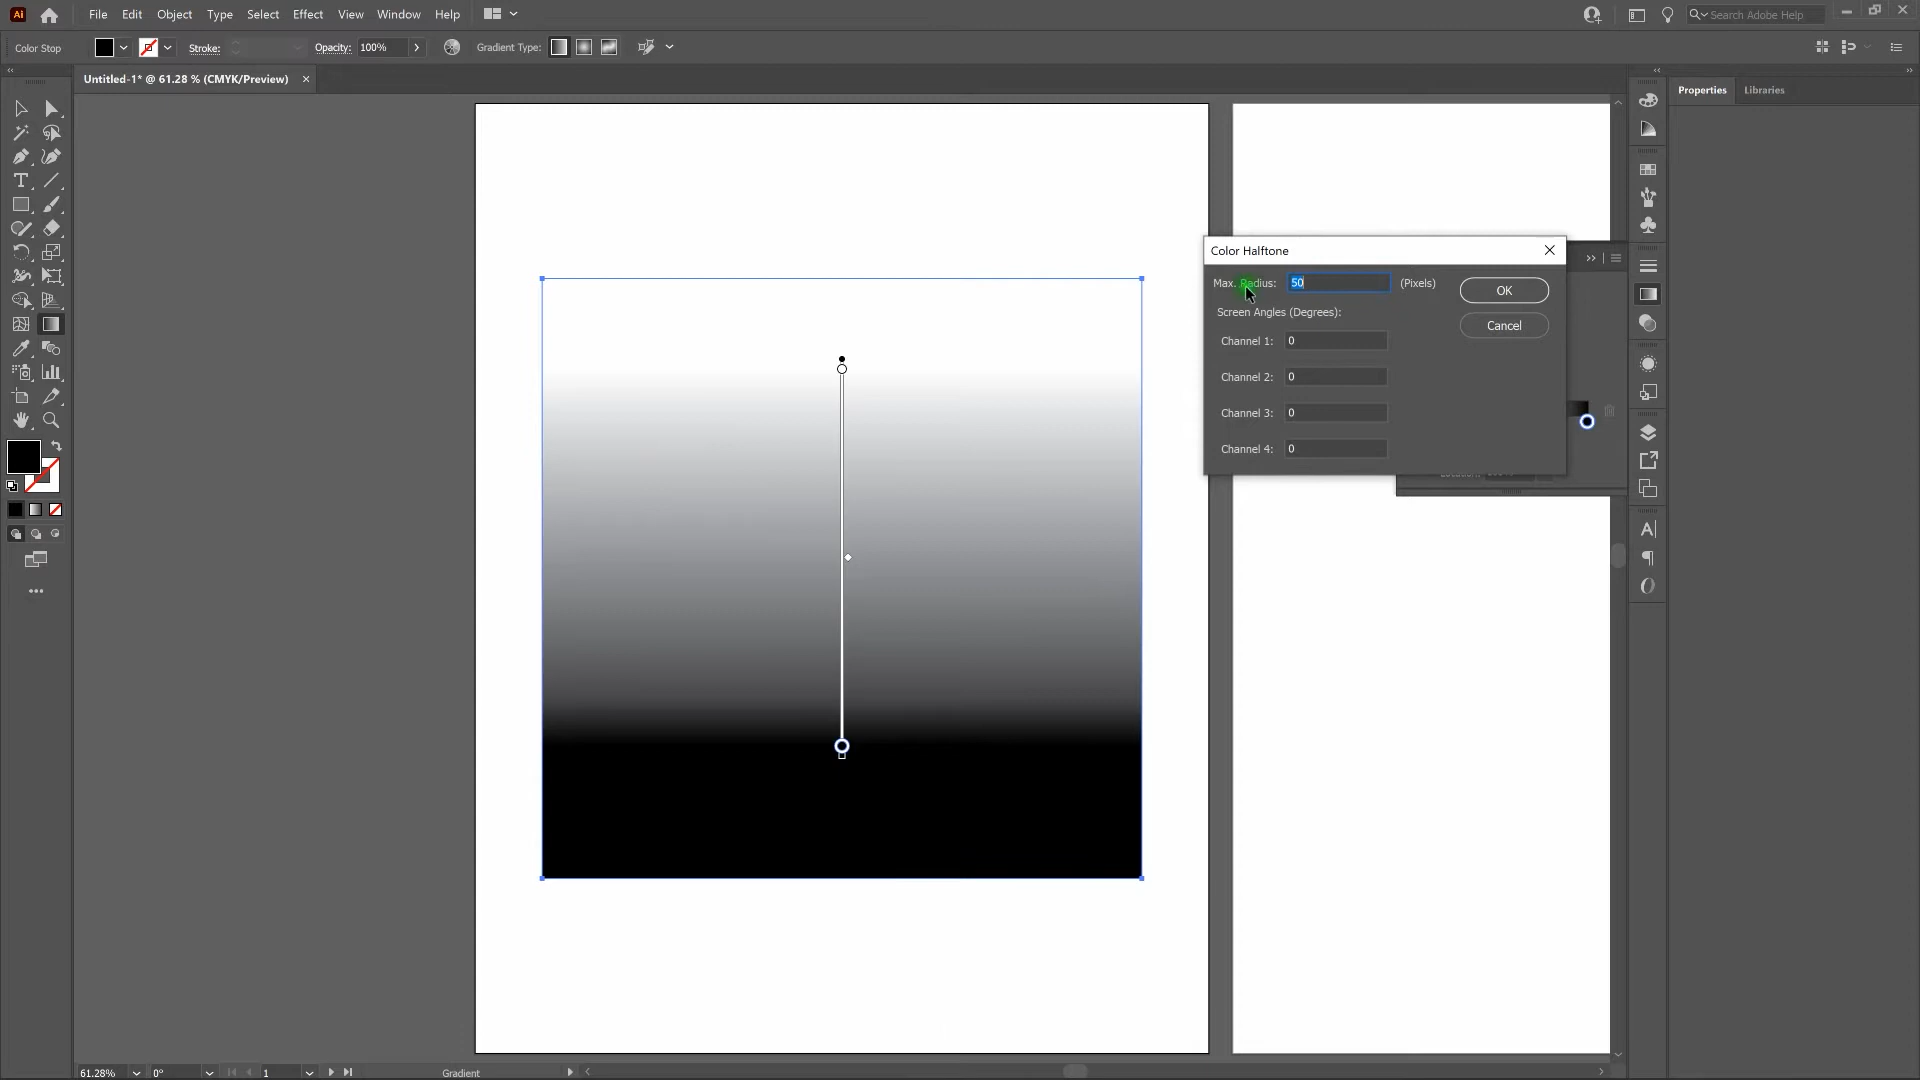 Ai File Edit Object Type Select Effect View Window Help Search Adobe Help
Color Stop Stroke: Opacity: 100% Gradient Type:
Untitled-1* @ 61.28 % (CMYK/Preview)
Properties Libraries
Color Halftone
Max. Radius: 50 (Pixels) OK
Screen Angles (Degrees):
Cancel
Channel 1: 0
Channel 2: 0
Channel 3: 0
Channel 4: 0
61.28% 0° 1 Gradient